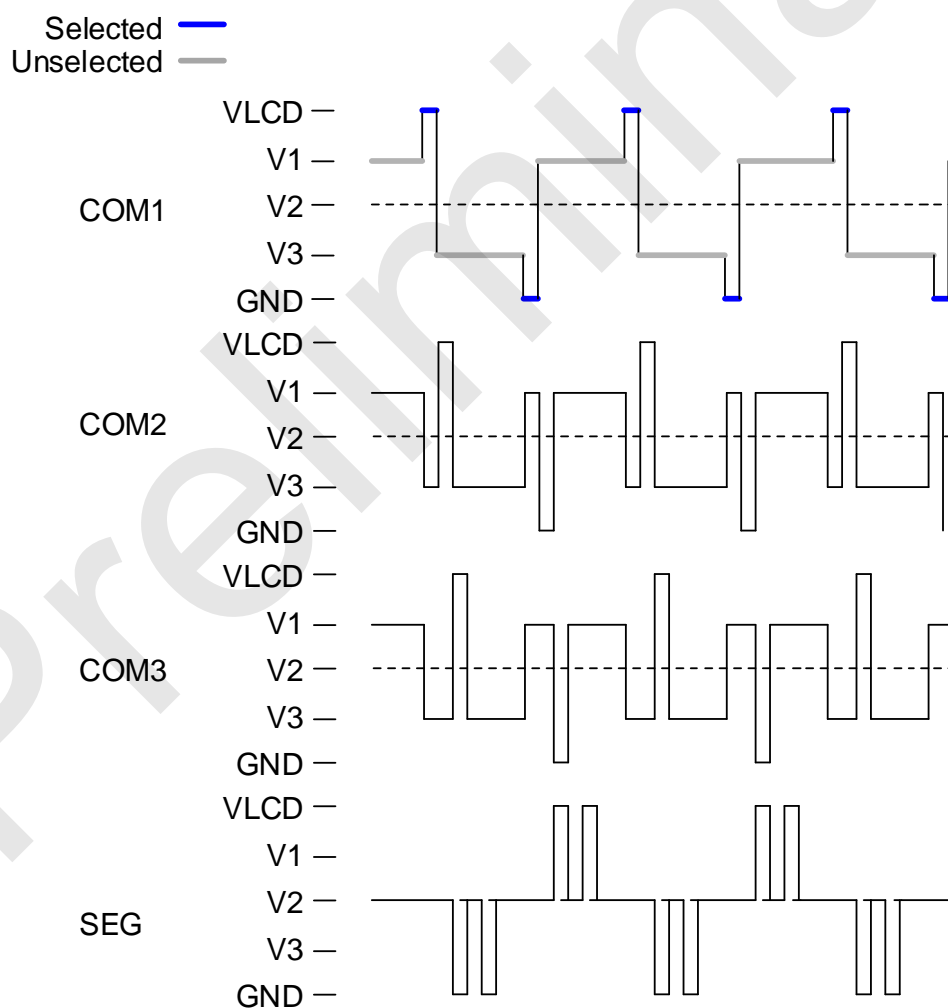 Selected
Unselected
VLCD
V1
COM1
V2
V3
GND
VLCD
V1
COM2
V2
V3
GND
VLCD
V1
COM3
V2
V3
GND
VLCD
V1
V2
SEG
V3
GND